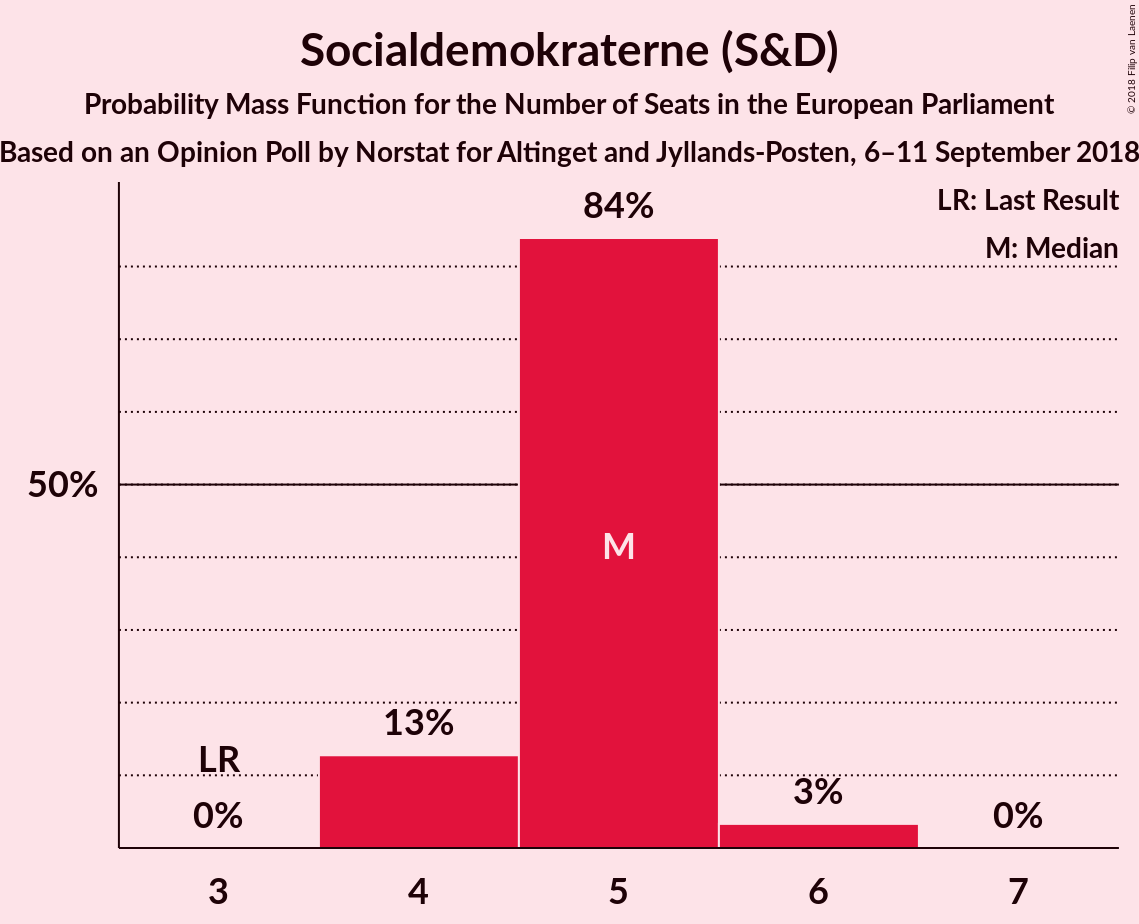 Socialdemokraterne (S&D)
Probability Mass Function for the Number of Seats in the European Parliament
Based on an Opinion Poll by Norstat for Altinget and Jyllands-Posten, 6–11 September 2018
© 2018 Filip van Laenen
LR: Last Result
M: Median
84%
50%
M
13%
LR
0%
3%
0%
3 4 5 6 7